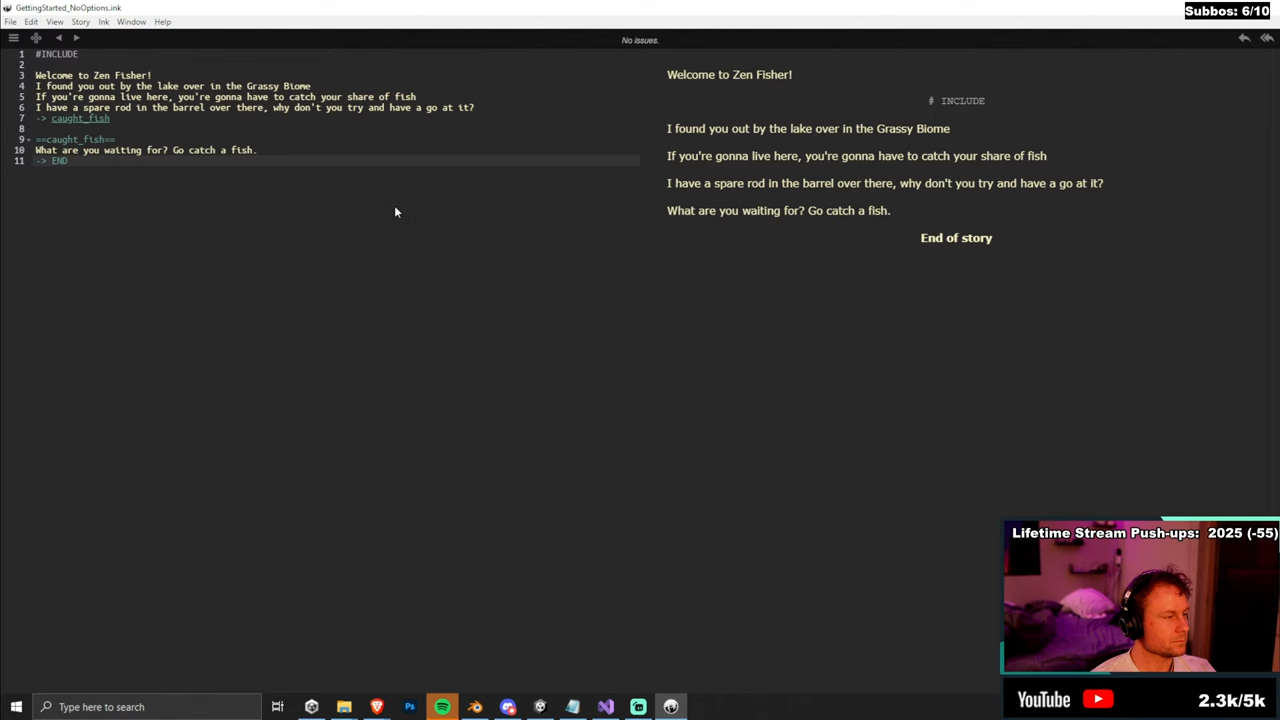 GettingStarted_NoOptions.ink
Subbos: 6/10
File Edit View Story Ink Window Help
No issues.
1 #INCLUDE
2
3 Welcome to Zen Fisher!
4 I found you out by the lake over in the Grassy Biome
5 If you're gonna live here, you're gonna have to catch your share of fish
6 I have a spare rod in the barrel over there, why don't you try and have a go at it?
7 -> caught_fish
8
9 ==caught_fish==
10 What are you waiting for? Go catch a fish.
11 -> END
Welcome to Zen Fisher!
# INCLUDE
I found you out by the lake over in the Grassy Biome
If you're gonna live here, you're gonna have to catch your share of fish
I have a spare rod in the barrel over there, why don't you try and have a go at it?
What are you waiting for? Go catch a fish.
End of story
Lifetime Stream Push-ups: 2025 (-55)
Type here to search
Ps
YouTube 2.3k/5k